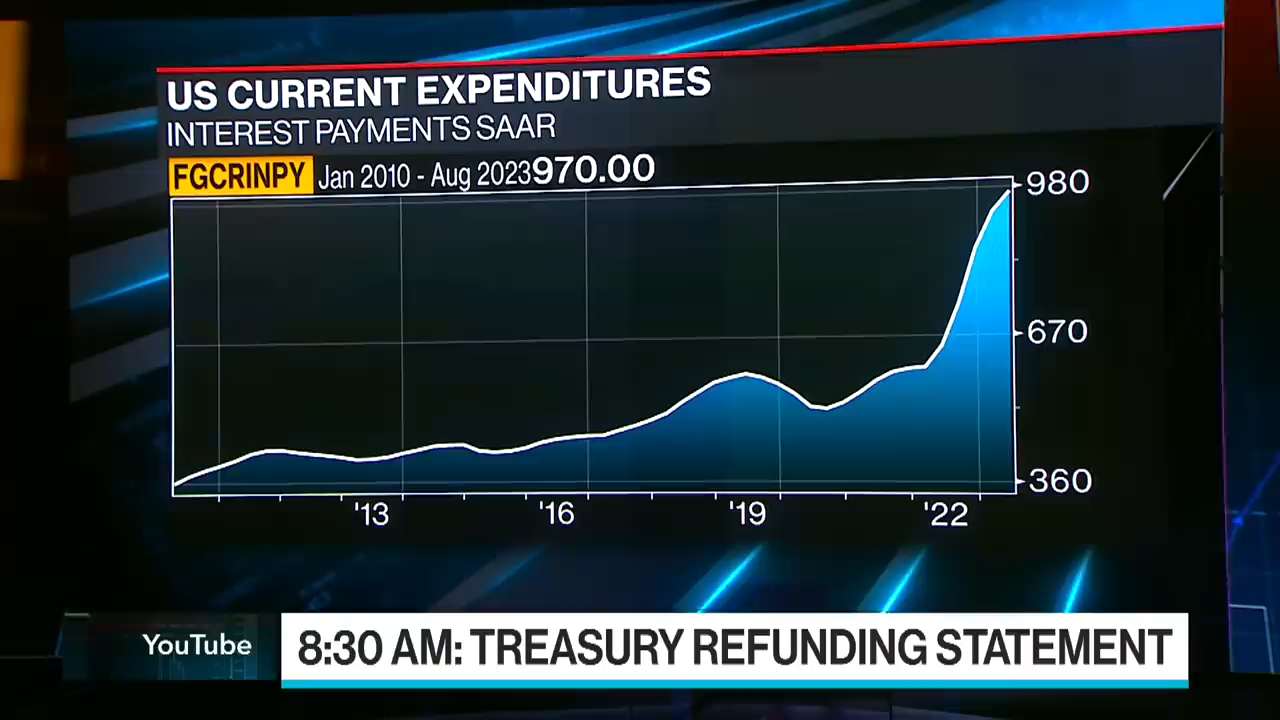 US CURRENT EXPENDITURES
INTEREST PAYMENTS SAAR
FGCRINPY Jan 2010 - Aug 2023 970.00
980
670
360
'13 '16 '19 '22
YouTube
8:30 AM: TREASURY REFUNDING STATEMENT